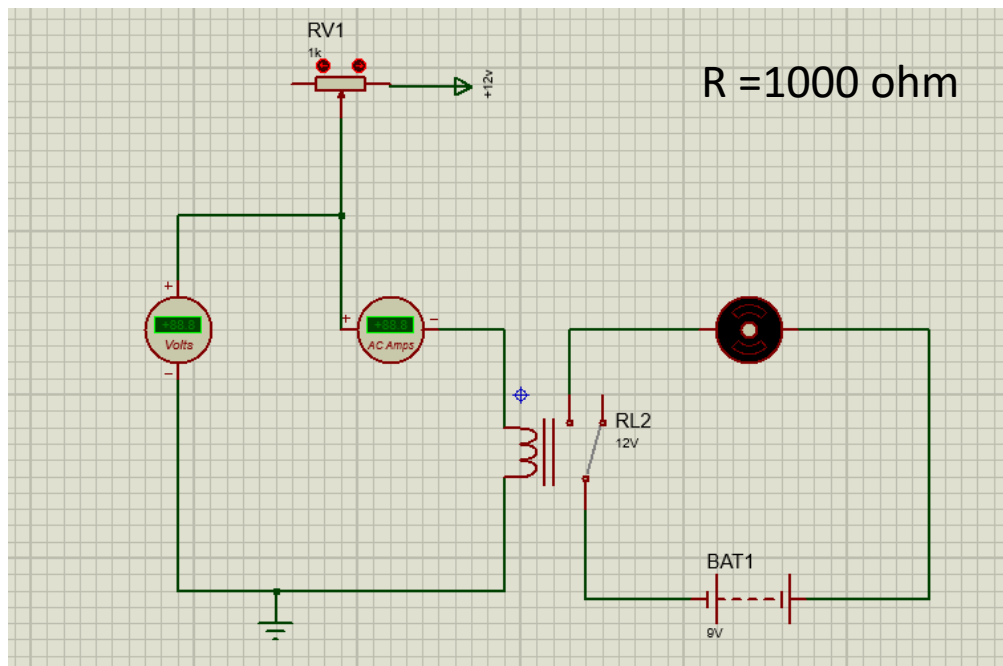 RV1
1k
+12v
R =1000 ohm
+
+88.8
Volts
−
+
−
+88.8
AC Amps
RL2
12V
BAT1
9V